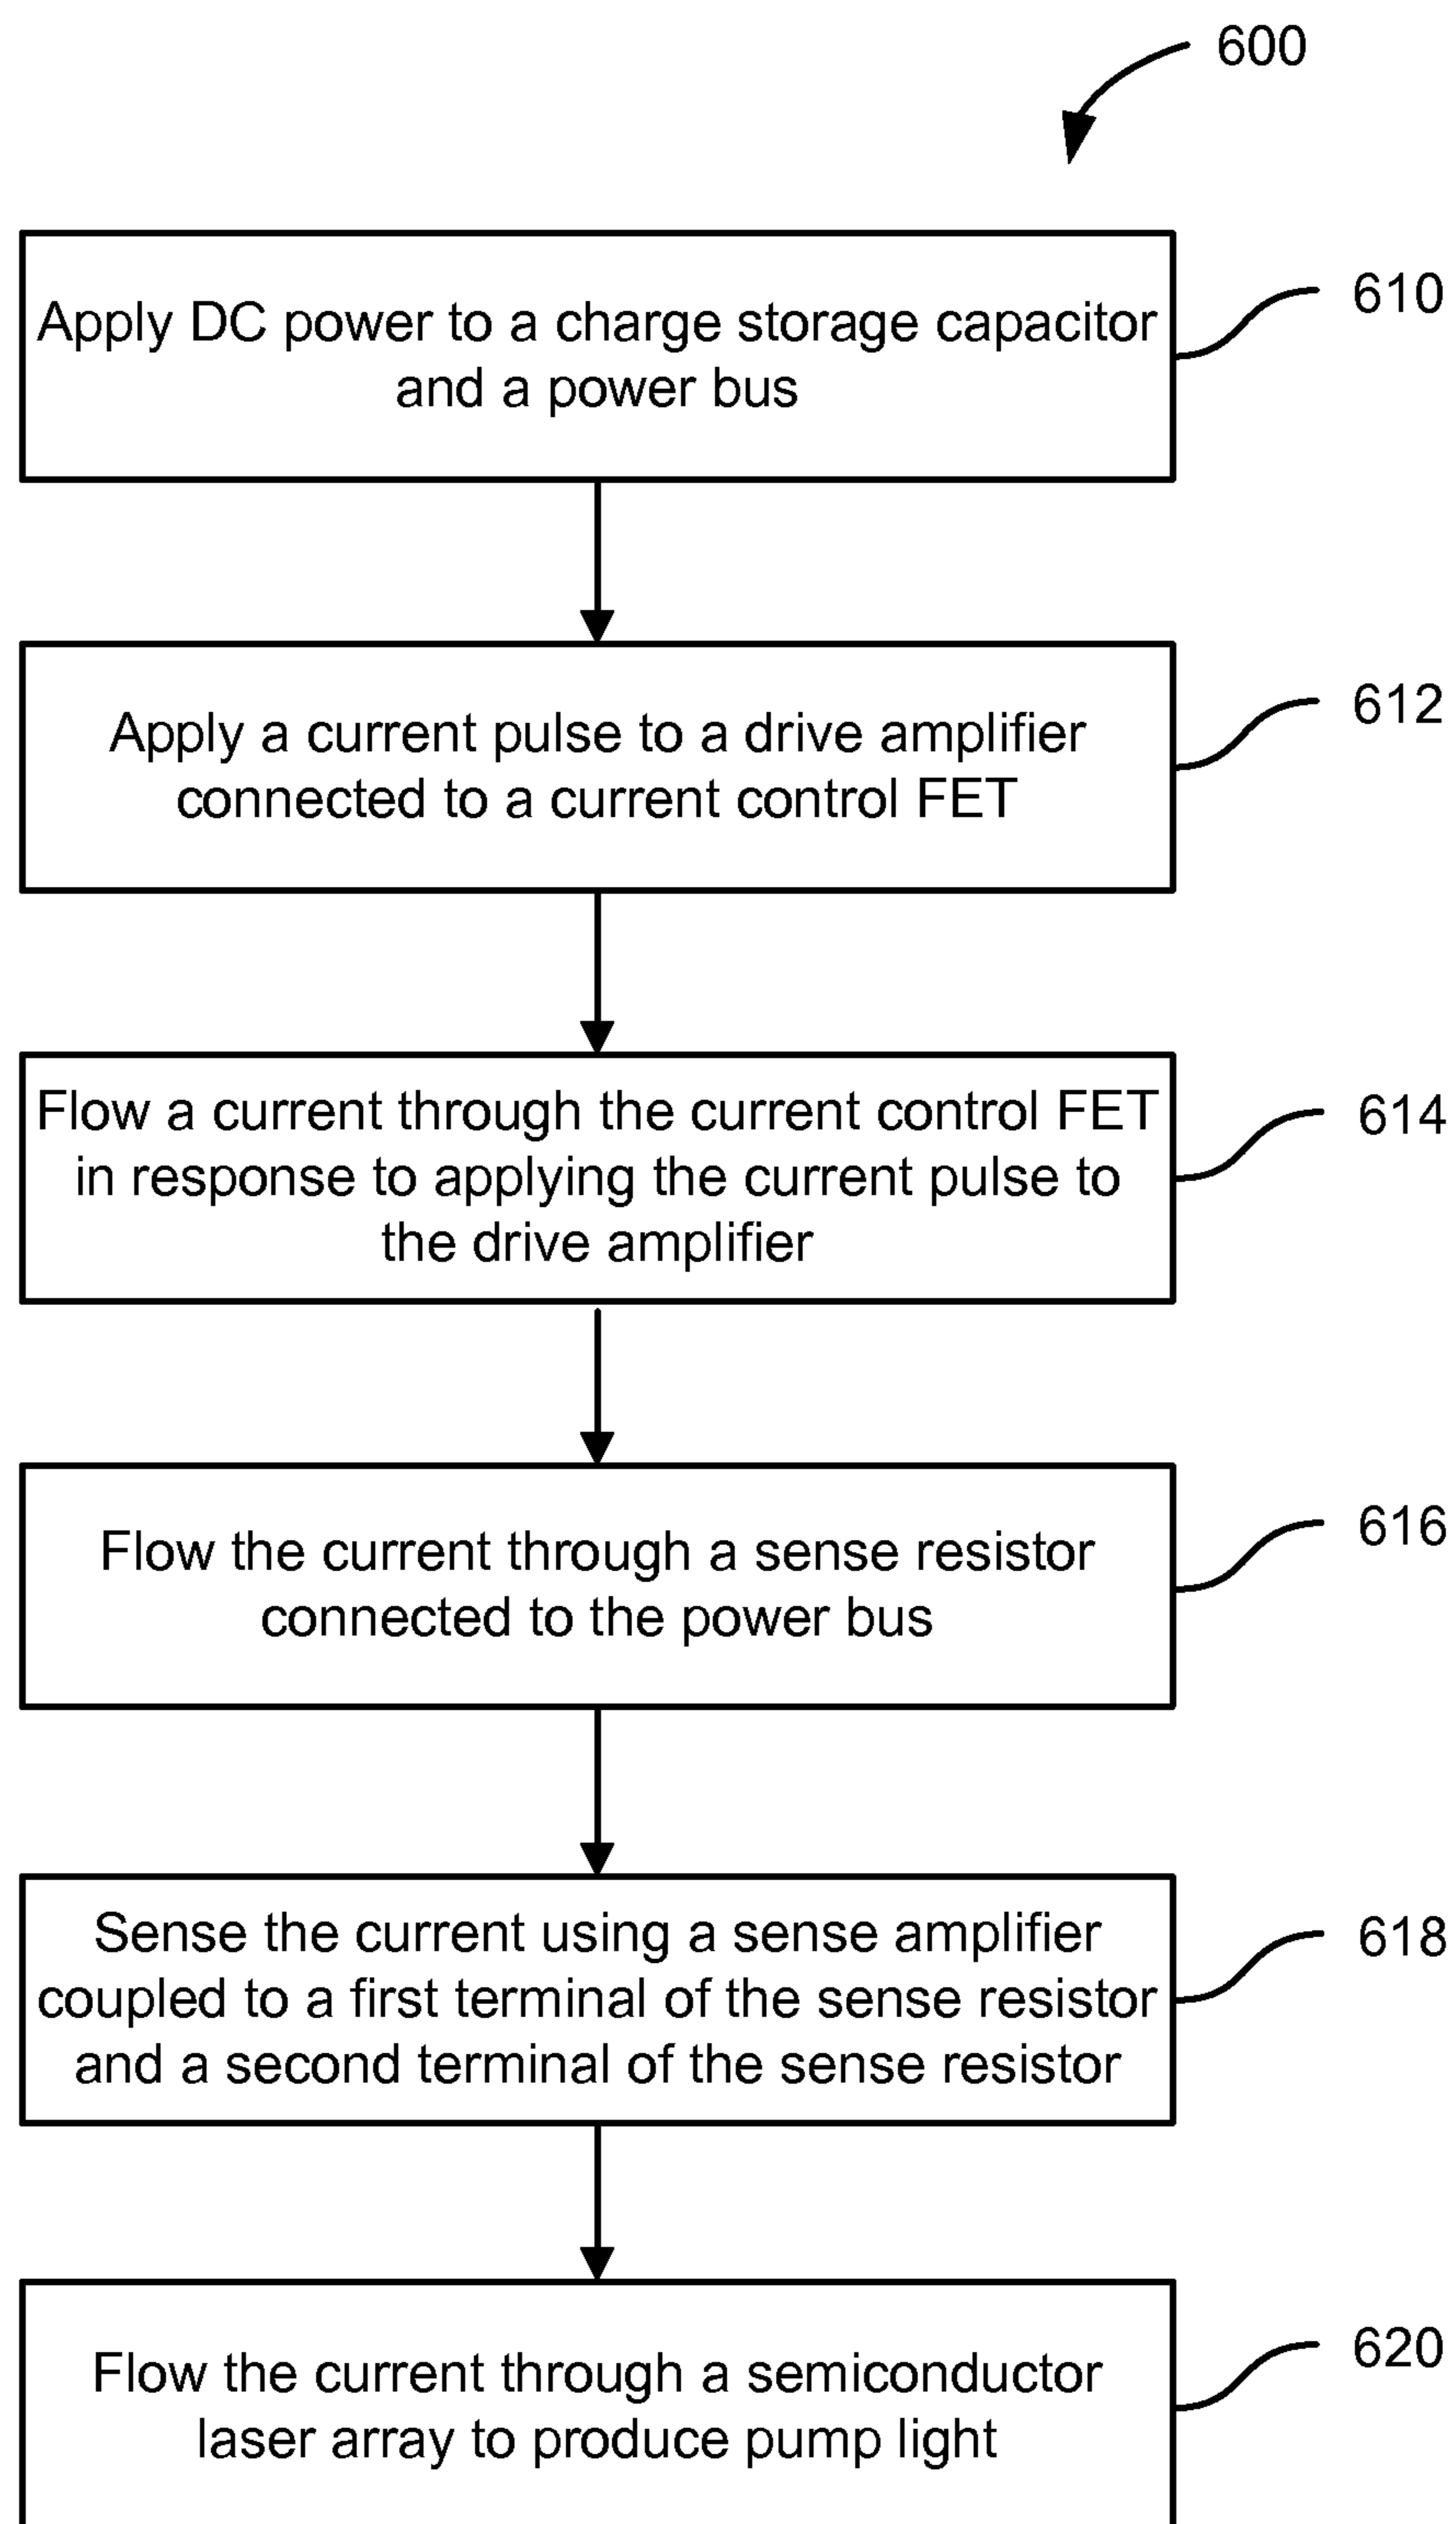 600
Apply DC power to a charge storage capacitor
and a power bus
610
Apply a current pulse to a drive amplifier
connected to a current control FET
612
Flow a current through the current control FET
in response to applying the current pulse to
the drive amplifier
614
Flow the current through a sense resistor
connected to the power bus
616
Sense the current using a sense amplifier
coupled to a first terminal of the sense resistor
and a second terminal of the sense resistor
618
Flow the current through a semiconductor
laser array to produce pump light
620